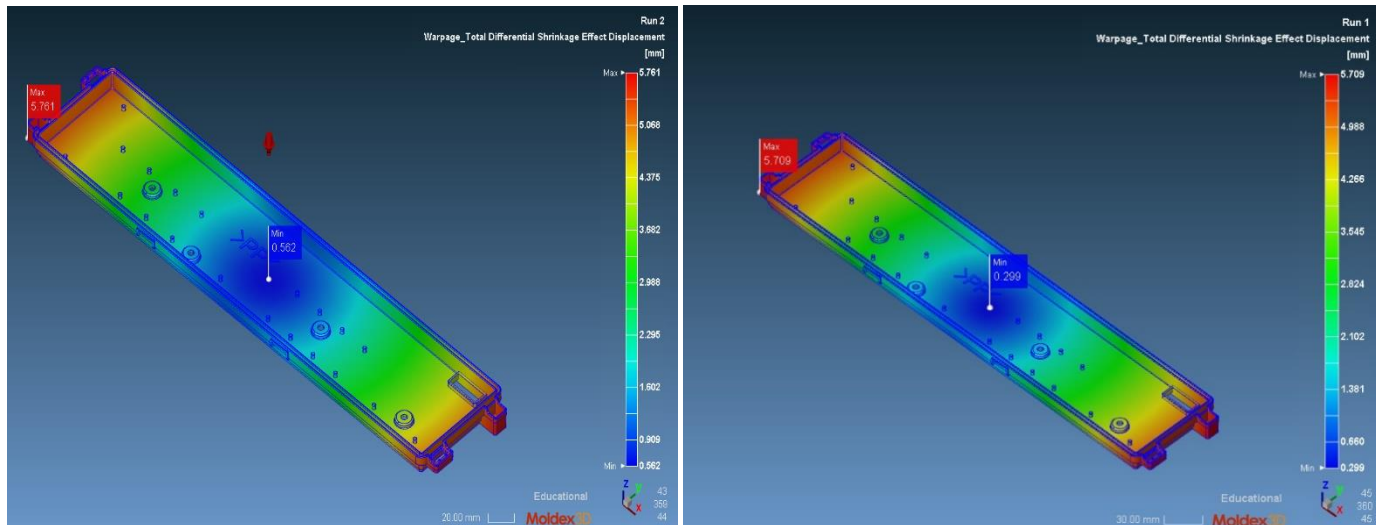 Run 2
Warpage_Total Differential Shrinkage Effect Displacement
[mm]
Max 5.761
5.068
4.375
3.682
2.988
2.295
1.602
0.909
Min 0.562
Max
5.761
Min
0.562
Educational
20.00 mm
Moldex3D
Z
Y
X
43
359
44
Run 1
Warpage_Total Differential Shrinkage Effect Displacement
[mm]
Max 5.709
4.988
4.266
3.545
2.824
2.102
1.381
0.660
Min 0.299
Max
5.709
Min
0.299
Educational
30.00 mm
Moldex3D
Z
X
45
360
45